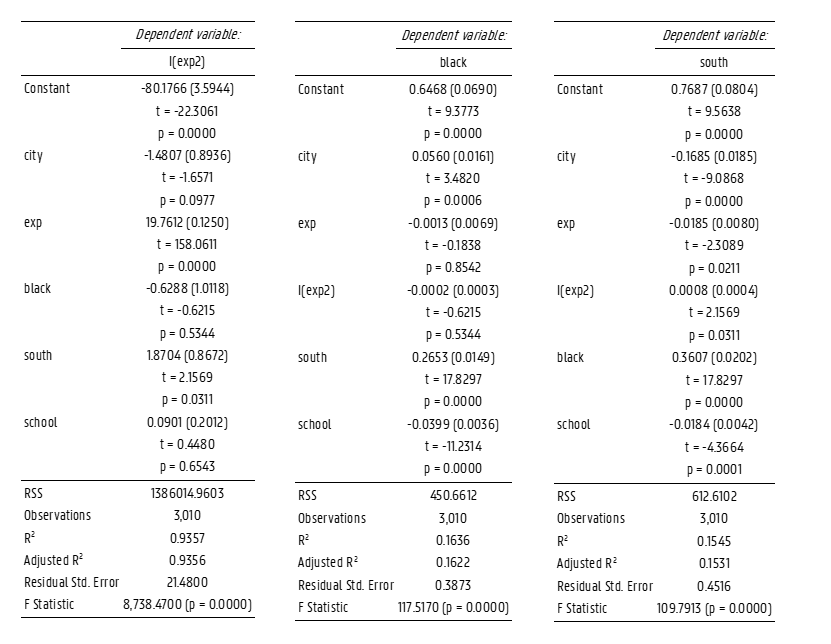 Dependent variable:
I(exp2)
Constant -80.1766 (3.5944)
t = -22.3061
p = 0.0000
city -1.4807 (0.8936)
t = -1.6571
p = 0.0977
exp 19.7612 (0.1250)
t = 158.0611
p = 0.0000
black -0.6288 (1.0118)
t = -0.6215
p = 0.5344
south 1.8704 (0.8672)
t = 2.1569
p = 0.0311
school 0.0901 (0.2012)
t = 0.4480
p = 0.6543
RSS 1386014.9603
Observations 3,010
R² 0.9357
Adjusted R² 0.9356
Residual Std. Error 21.4800
F Statistic 8,738.4700 (p = 0.0000)
Dependent variable:
black
Constant 0.6468 (0.0690)
t = 9.3773
p = 0.0000
city 0.0560 (0.0161)
t = 3.4820
p = 0.0006
exp -0.0013 (0.0069)
t = -0.1838
p = 0.8542
I(exp2) -0.0002 (0.0003)
t = -0.6215
p = 0.5344
south 0.2653 (0.0149)
t = 17.8297
p = 0.0000
school -0.0399 (0.0036)
t = -11.2314
p = 0.0000
RSS 450.6612
Observations 3,010
R² 0.1636
Adjusted R² 0.1622
Residual Std. Error 0.3873
F Statistic 117.5170 (p = 0.0000)
Dependent variable:
south
Constant 0.7687 (0.0804)
t = 9.5638
p = 0.0000
city -0.1685 (0.0185)
t = -9.0868
p = 0.0000
exp -0.0185 (0.0080)
t = -2.3089
p = 0.0211
I(exp2) 0.0008 (0.0004)
t = 2.1569
p = 0.0311
black 0.3607 (0.0202)
t = 17.8297
p = 0.0000
school -0.0184 (0.0042)
t = -4.3664
p = 0.0001
RSS 612.6102
Observations 3,010
R² 0.1545
Adjusted R² 0.1531
Residual Std. Error 0.4516
F Statistic 109.7913 (p = 0.0000)